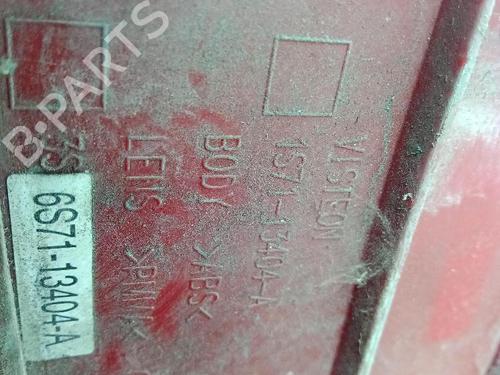 B-PARTS
VISTEON
1S71-13404-A
BODY >ABS<
LENS >PMMA<
6S71-13404-A